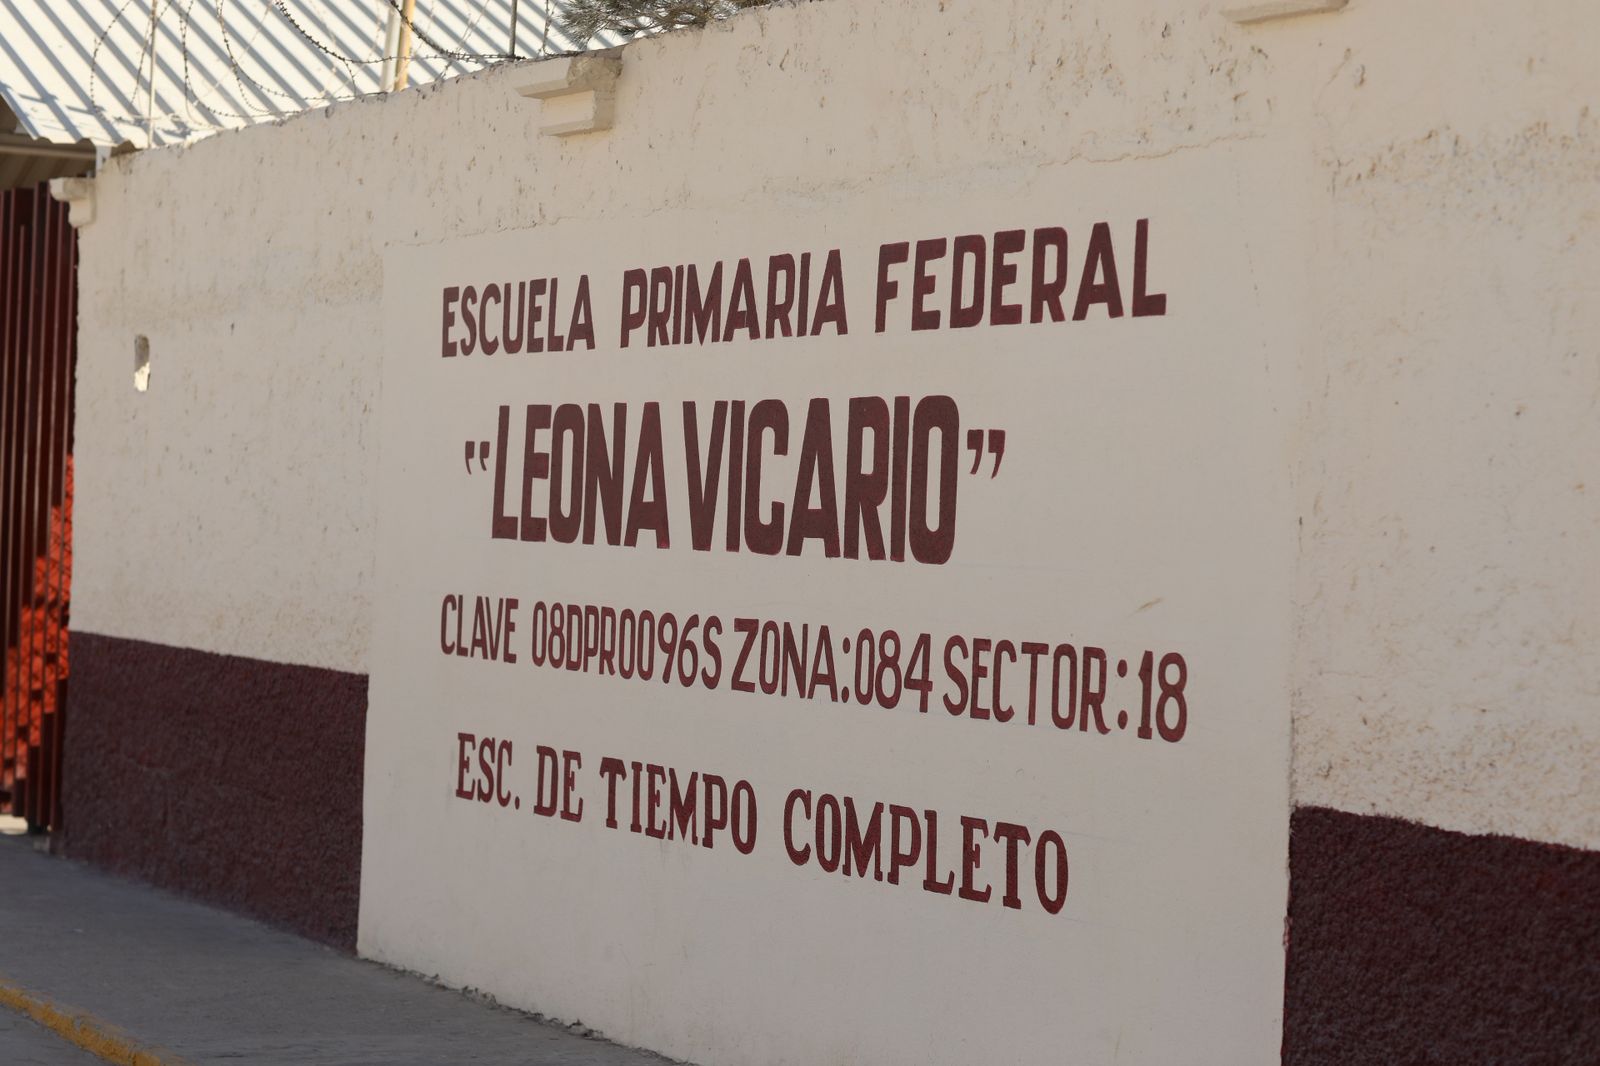 ESCUELA PRIMARIA FEDERAL
"LEONA VICARIO"
CLAVE 08DPR0096S ZONA:084 SECTOR:18
ESC. DE TIEMPO COMPLETO